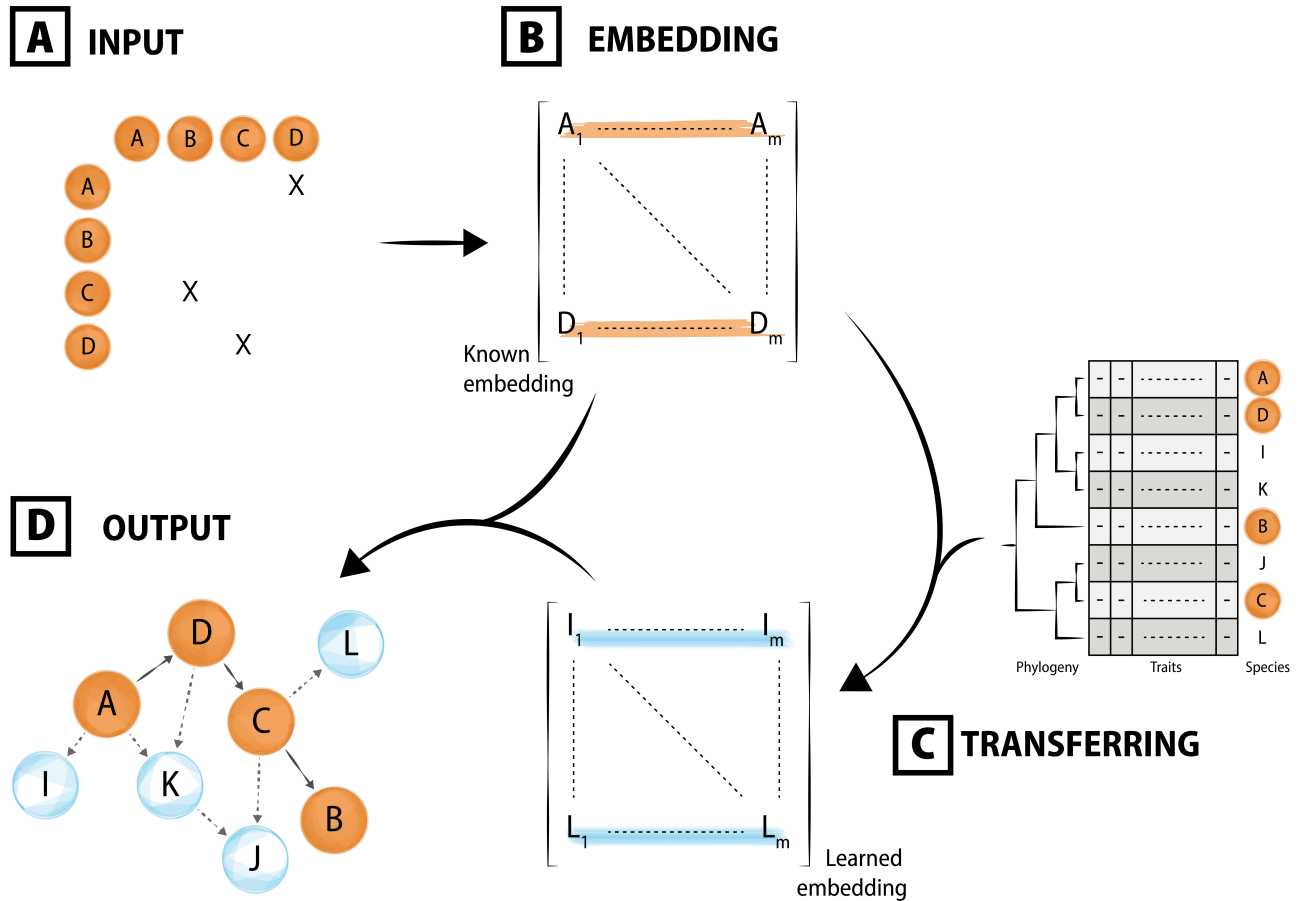 A INPUT
A B C D
A X
B
C X
D X
B EMBEDDING
A1 Am
D1 Dm
Known
embedding
A
D
I
K
B
J
C
L
Phylogeny Traits Species
C TRANSFERRING
I1 Im
L1 Lm
Learned
embedding
D OUTPUT
D
L
A
C
I
K
B
J